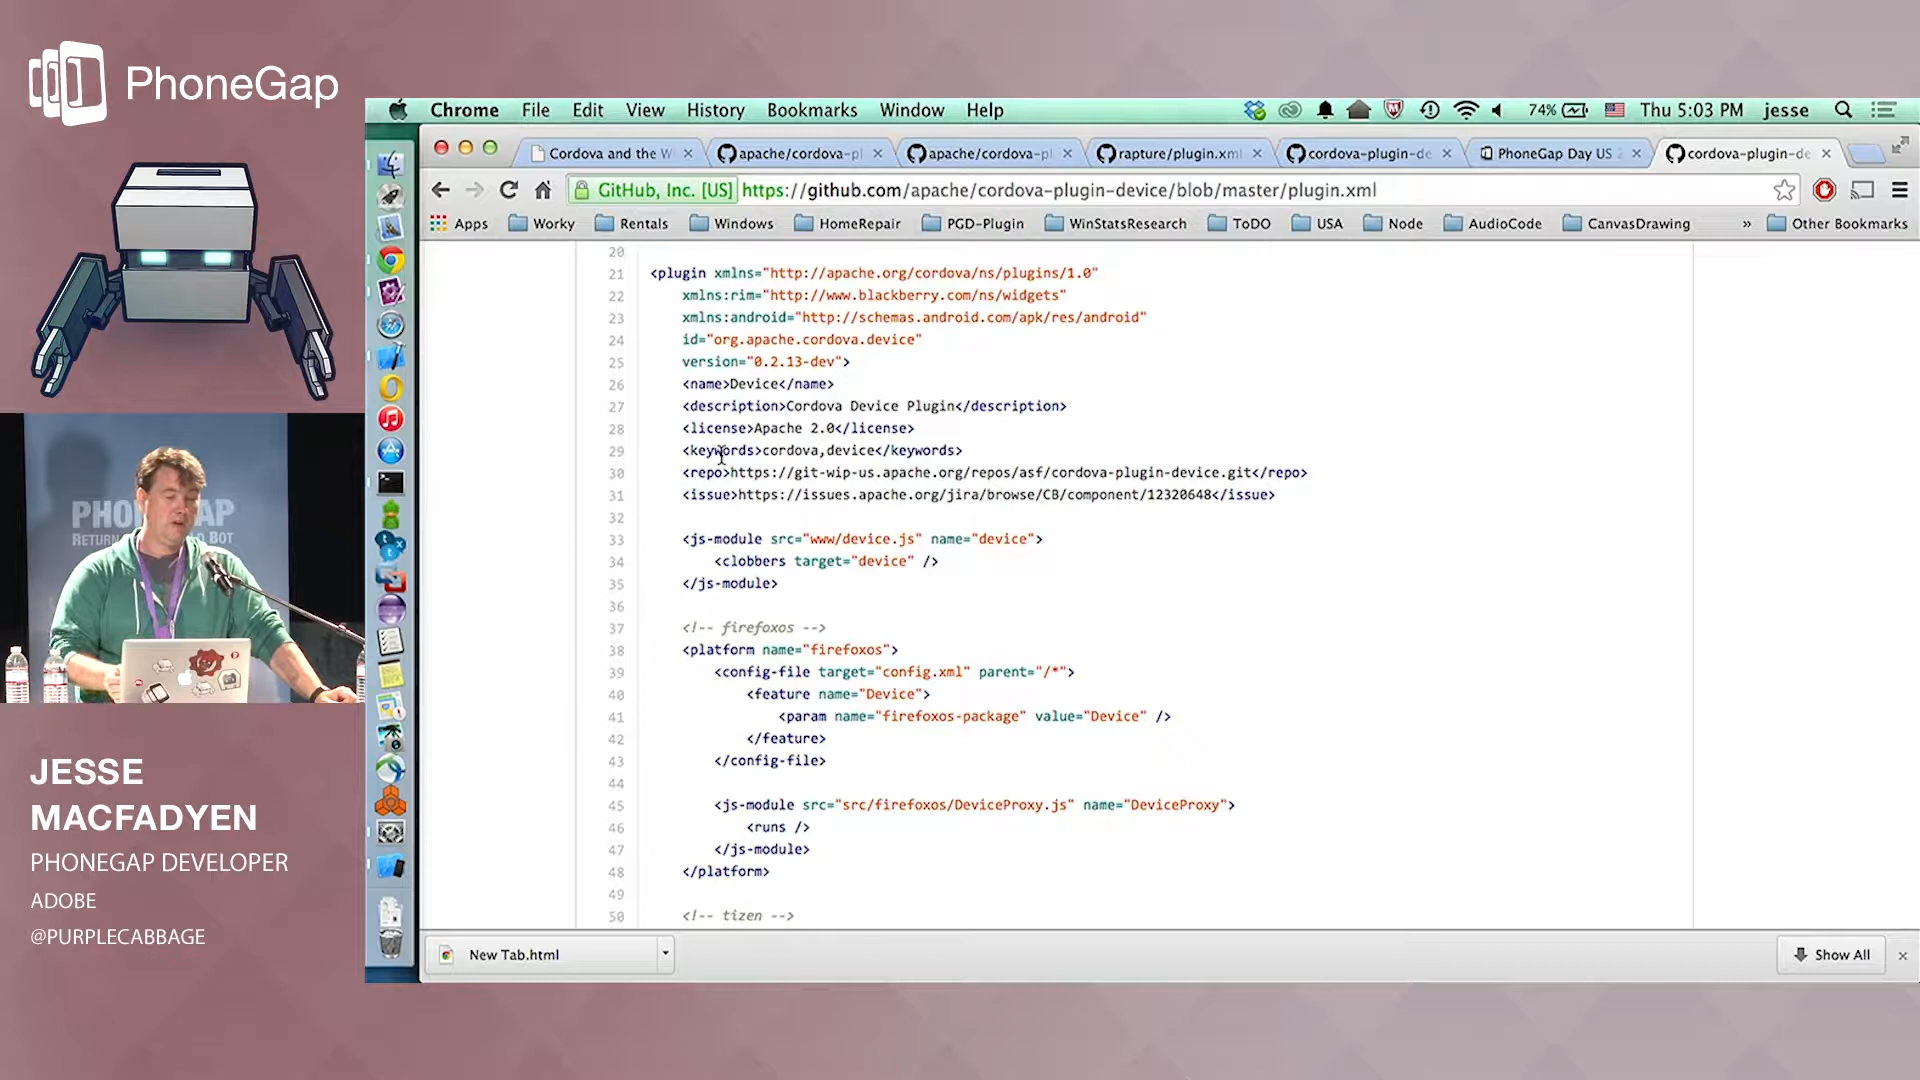 PhoneGap
Chrome File Edit View History Bookmarks Window Help 74% Thu 5:03 PM jesse
Cordova and the W apache/cordova-pl apache/cordova-pl rapture/plugin.xml cordova-plugin-de PhoneGap Day US 2 cordova-plugin-de
GitHub, Inc. [US] https://github.com/apache/cordova-plugin-device/blob/master/plugin.xml
Apps Worky Rentals Windows HomeRepair PGD-Plugin WinStatsResearch ToDO USA Node AudioCode CanvasDrawing » Other Bookmarks
20
21 <plugin xmlns="http://apache.org/cordova/ns/plugins/1.0"
22 xmlns:rim="http://www.blackberry.com/ns/widgets"
23 xmlns:android="http://schemas.android.com/apk/res/android"
24 id="org.apache.cordova.device"
25 version="0.2.13-dev">
26 <name>Device</name>
27 <description>Cordova Device Plugin</description>
28 <license>Apache 2.0</license>
29 <keywords>cordova,device</keywords>
30 <repo>https://git-wip-us.apache.org/repos/asf/cordova-plugin-device.git</repo>
31 <issue>https://issues.apache.org/jira/browse/CB/component/12320648</issue>
32
33 <js-module src="www/device.js" name="device">
34 <clobbers target="device" />
35 </js-module>
36
37 <!-- firefoxos -->
38 <platform name="firefoxos">
39 <config-file target="config.xml" parent="/*">
40 <feature name="Device">
41 <param name="firefoxos-package" value="Device" />
42 </feature>
43 </config-file>
44
45 <js-module src="src/firefoxos/DeviceProxy.js" name="DeviceProxy">
46 <runs />
47 </js-module>
48 </platform>
49
50 <!-- tizen -->
New Tab.html Show All
JESSE
MACFADYEN
PHONEGAP DEVELOPER
ADOBE
@PURPLECABBAGE